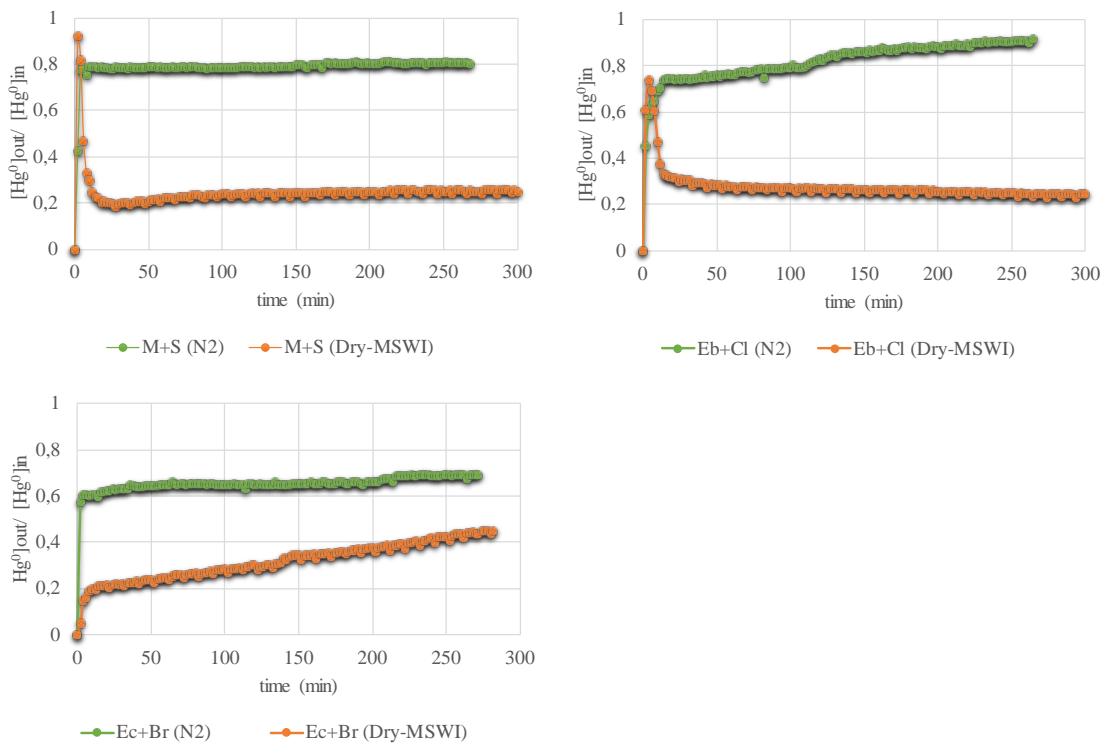 [Hg⁰]out/ [Hg⁰]in
1
0,8
0,6
0,4
0,2
0
0 50 100 150 200 250 300
time (min)
M+S (N2) M+S (Dry-MSWI)
[Hg⁰]out/ [Hg⁰]in
1
0,8
0,6
0,4
0,2
0
0 50 100 150 200 250 300
time (min)
Eb+Cl (N2) Eb+Cl (Dry-MSWI)
Hg⁰]out/ [Hg⁰]in
1
0,8
0,6
0,4
0,2
0
0 50 100 150 200 250 300
time (min)
Ec+Br (N2) Ec+Br (Dry-MSWI)